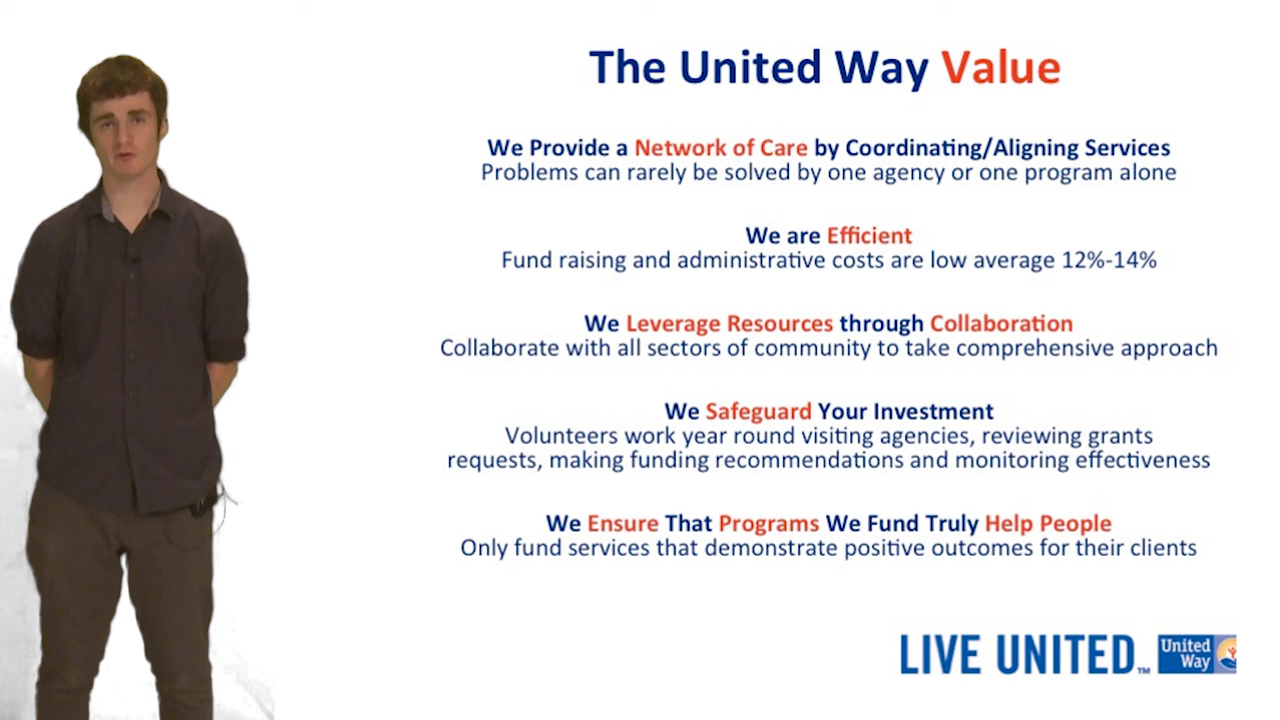 The United Way Value
We Provide a Network of Care by Coordinating/Aligning Services
Problems can rarely be solved by one agency or one program alone
We are Efficient
Fund raising and administrative costs are low average 12%-14%
We Leverage Resources through Collaboration
Collaborate with all sectors of community to take comprehensive approach
We Safeguard Your Investment
Volunteers work year round visiting agencies, reviewing grants
requests, making funding recommendations and monitoring effectiveness
We Ensure That Programs We Fund Truly Help People
Only fund services that demonstrate positive outcomes for their clients
LIVE UNITED™
United
Way